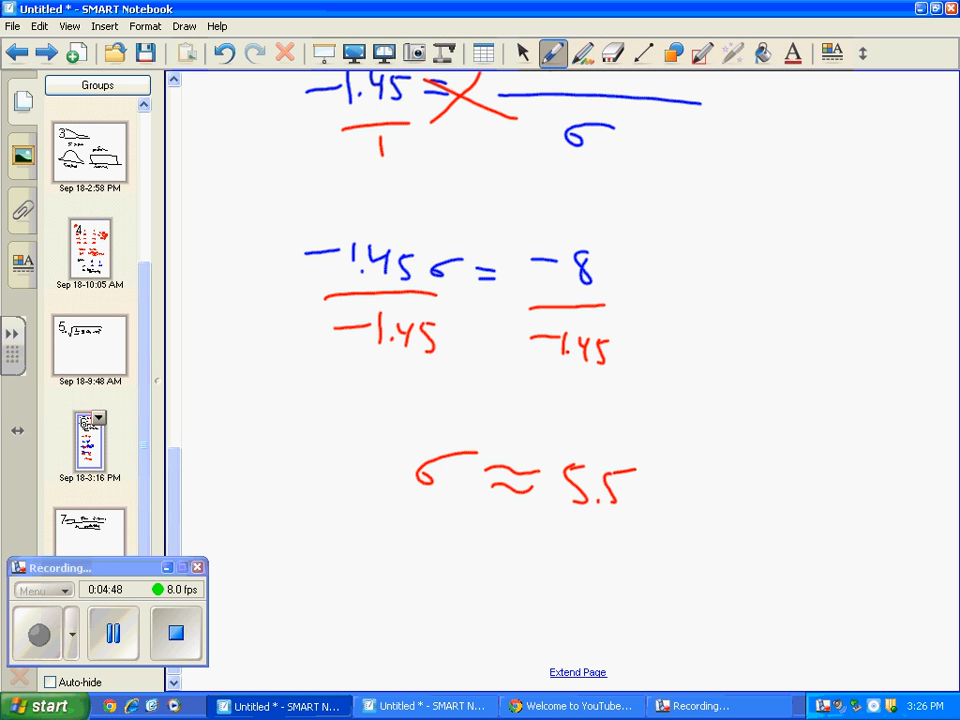 Untitled * - SMART Notebook
File Edit View Insert Format Draw Help
Groups
Sep 18-2:58 PM
Sep 18-10:05 AM
Sep 18-9:48 AM
Sep 18-3:16 PM
-1.45 =
1
σ
-1.45σ = -8
-1.45 -1.45
σ ≈ 5.5
Recording...
Menu 0:04:48 8.0 fps
Auto-hide
Extend Page
start Untitled * - SMART N... Untitled * - SMART N... Welcome to YouTube... Recording... 3:26 PM